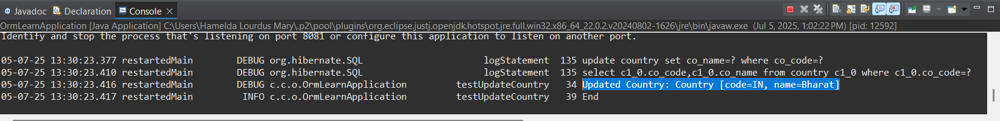 @ Javadoc Declaration Console ×
OrmLearnApplication [Java Application] C:\Users\Hamelda Lourdus Mary\.p2\pool\plugins\org.eclipse.justj.openjdk.hotspot.jre.full.win32.x86_64_22.0.2.v20240802-1626\jre\bin\javaw.exe (Jul 5, 2025, 1:02:22 PM) [pid: 12592]
Identify and stop the process that's listening on port 8081 or configure this application to listen on another port.
05-07-25 13:30:23.377 restartedMain DEBUG org.hibernate.SQL logStatement 135 update country set co_name=? where co_code=?
05-07-25 13:30:23.410 restartedMain DEBUG org.hibernate.SQL logStatement 135 select c1_0.co_code,c1_0.co_name from country c1_0 where c1_0.co_code=?
05-07-25 13:30:23.416 restartedMain DEBUG c.c.o.OrmLearnApplication testUpdateCountry 34 Updated Country: Country [code=IN, name=Bharat]
05-07-25 13:30:23.417 restartedMain INFO c.c.o.OrmLearnApplication testUpdateCountry 39 End